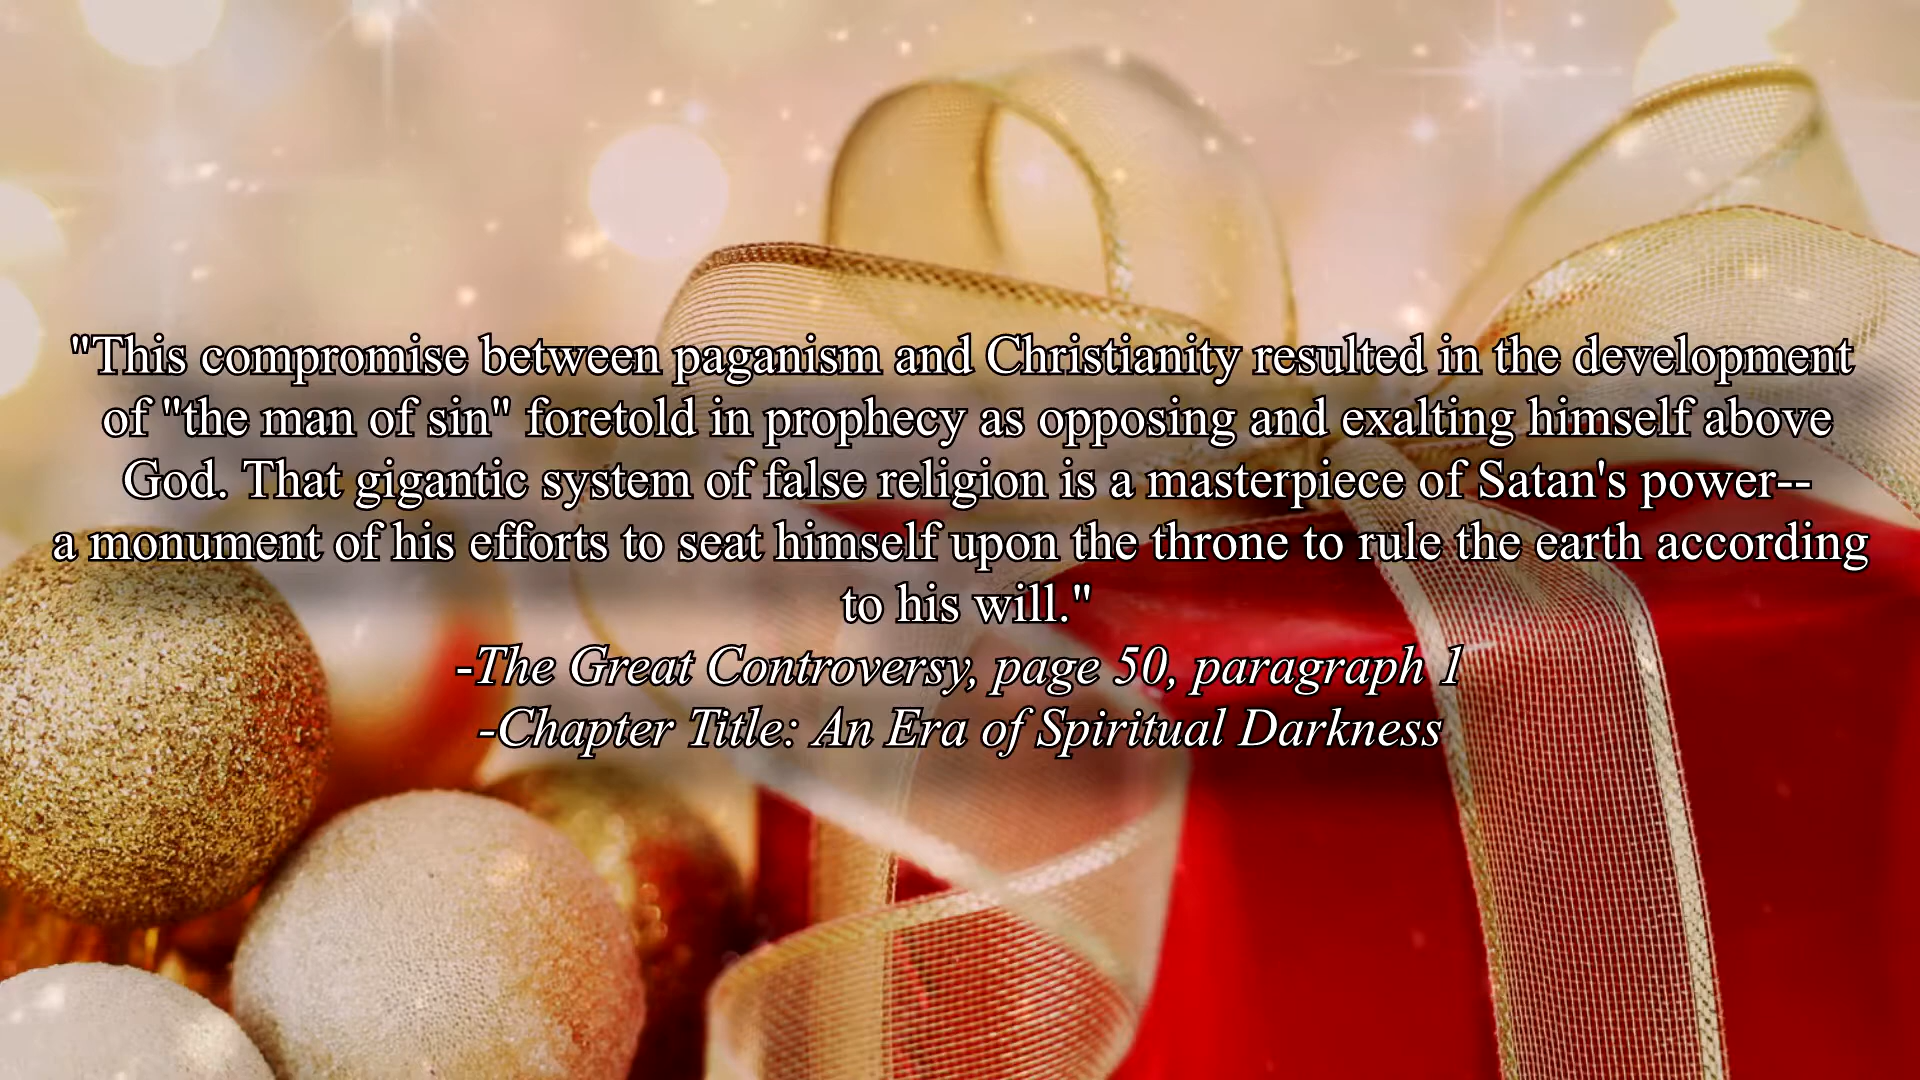 "This compromise between paganism and Christianity resulted in the development
of "the man of sin" foretold in prophecy as opposing and exalting himself above
God. That gigantic system of false religion is a masterpiece of Satan's power--
a monument of his efforts to seat himself upon the throne to rule the earth according
to his will."
-The Great Controversy, page 50, paragraph 1
-Chapter Title: An Era of Spiritual Darkness